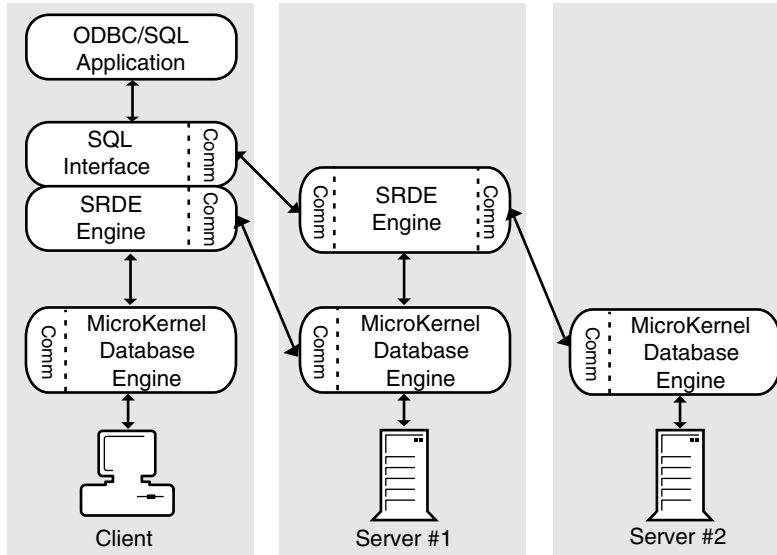 ODBC/SQL
Application
SQL
Interface
Comm
SRDE
Engine
Comm
Comm
MicroKernel
Database
Engine
Client
Comm
SRDE
Engine
Comm
Comm
MicroKernel
Database
Engine
Server #1
Comm
MicroKernel
Database
Engine
Server #2